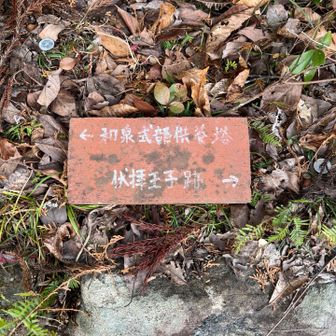 ← 和泉式部供養塔
伏拝王子跡 →